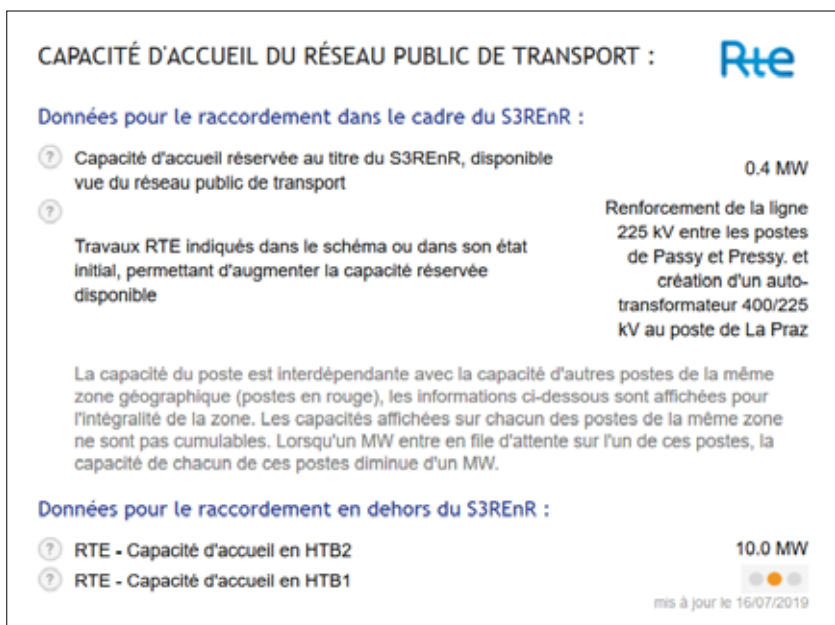 CAPACITÉ D'ACCUEIL DU RÉSEAU PUBLIC DE TRANSPORT :
Rte
Données pour le raccordement dans le cadre du S3REnR :
? Capacité d'accueil réservée au titre du S3REnR, disponible
vue du réseau public de transport
0.4 MW
?
Travaux RTE indiqués dans le schéma ou dans son état
initial, permettant d'augmenter la capacité réservée
disponible
Renforcement de la ligne
225 kV entre les postes
de Passy et Pressy. et
création d'un auto-
transformateur 400/225
kV au poste de La Praz
La capacité du poste est interdépendante avec la capacité d'autres postes de la même
zone géographique (postes en rouge), les informations ci-dessous sont affichées pour
l'intégralité de la zone. Les capacités affichées sur chacun des postes de la même zone
ne sont pas cumulables. Lorsqu'un MW entre en file d'attente sur l'un de ces postes, la
capacité de chacun de ces postes diminue d'un MW.
Données pour le raccordement en dehors du S3REnR :
? RTE - Capacité d'accueil en HTB2 10.0 MW
? RTE - Capacité d'accueil en HTB1
mis à jour le 16/07/2019